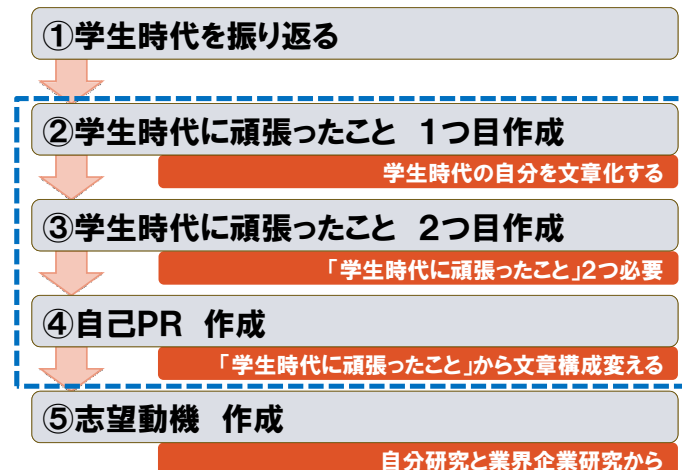 ①学生時代を振り返る
②学生時代に頑張ったこと 1つ目作成
学生時代の自分を文章化する
③学生時代に頑張ったこと 2つ目作成
「学生時代に頑張ったこと」2つ必要
④自己PR 作成
「学生時代に頑張ったこと」から文章構成変える
⑤志望動機 作成
自分研究と業界企業研究から